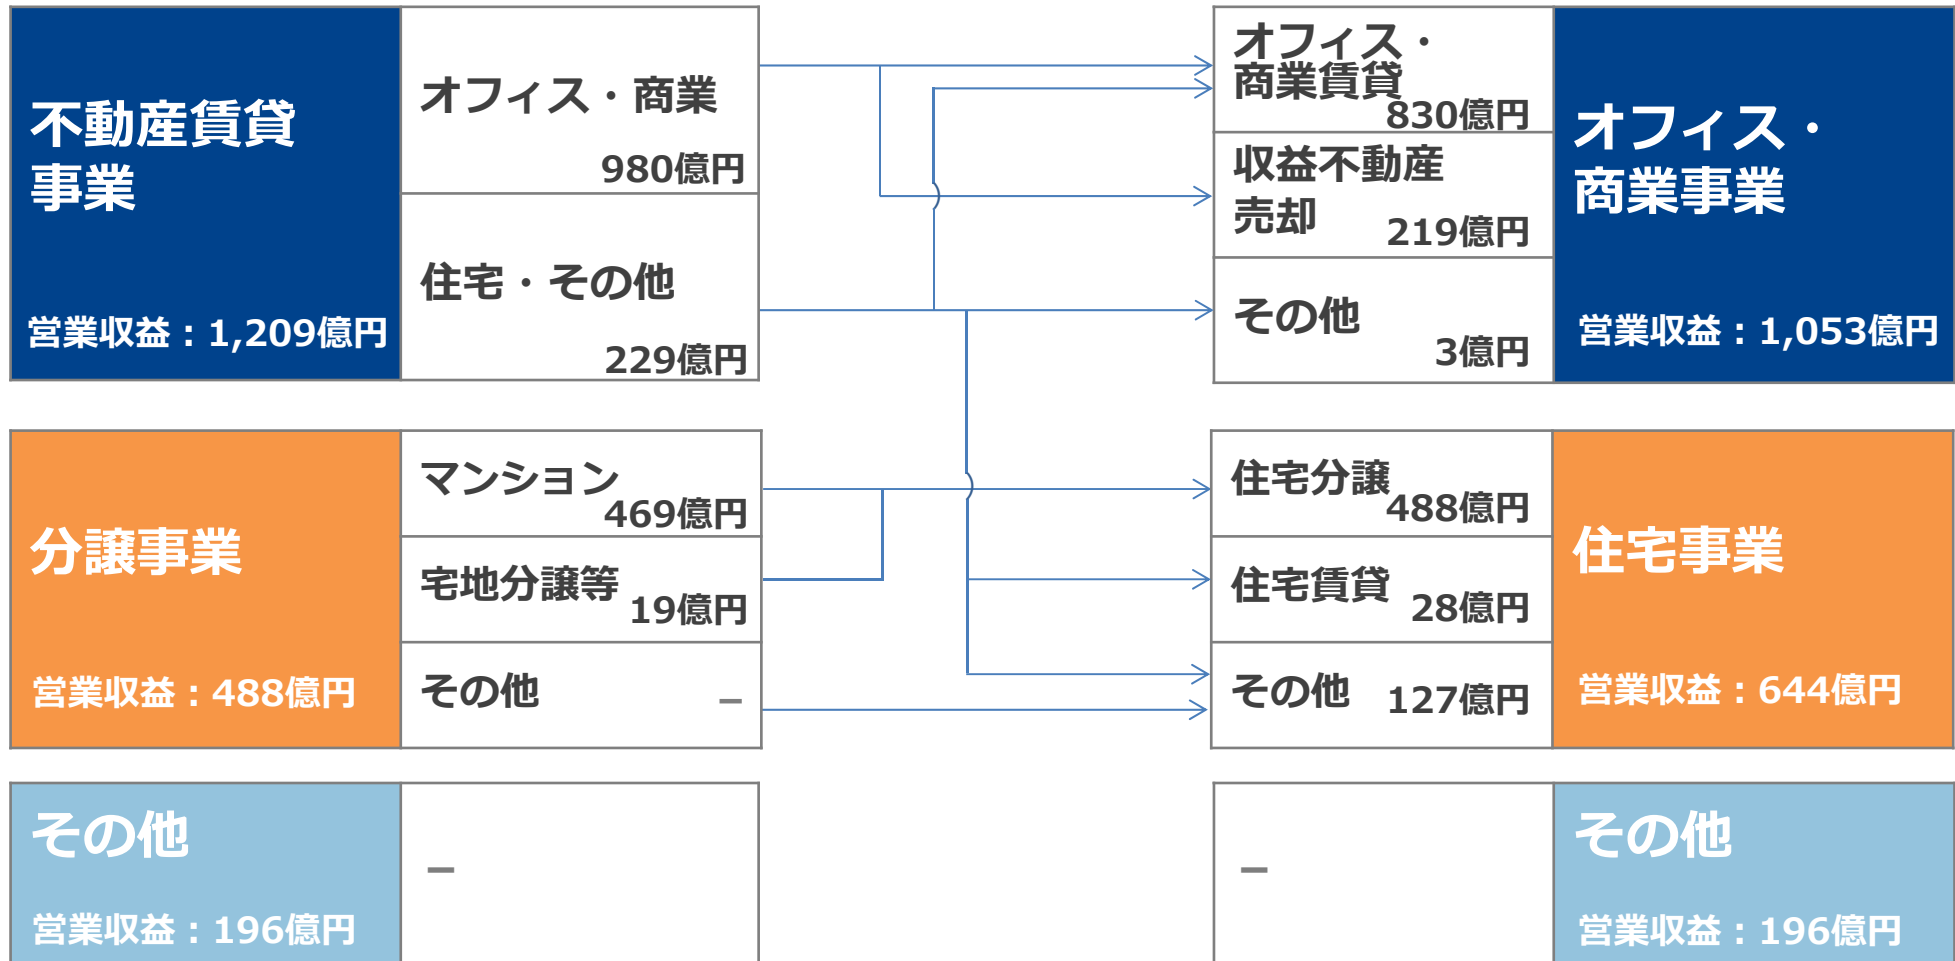 不動産賃貸
事業
営業収益：1,209億円
オフィス・商業
980億円
住宅・その他
229億円
オフィス・
商業賃貸
830億円
収益不動産
売却
219億円
その他
3億円
オフィス・
商業事業
営業収益：1,053億円
分譲事業
営業収益：488億円
マンション
469億円
宅地分譲等
19億円
その他
－
住宅分譲
488億円
住宅賃貸
28億円
その他
127億円
住宅事業
営業収益：644億円
その他
営業収益：196億円
－
－
その他
営業収益：196億円